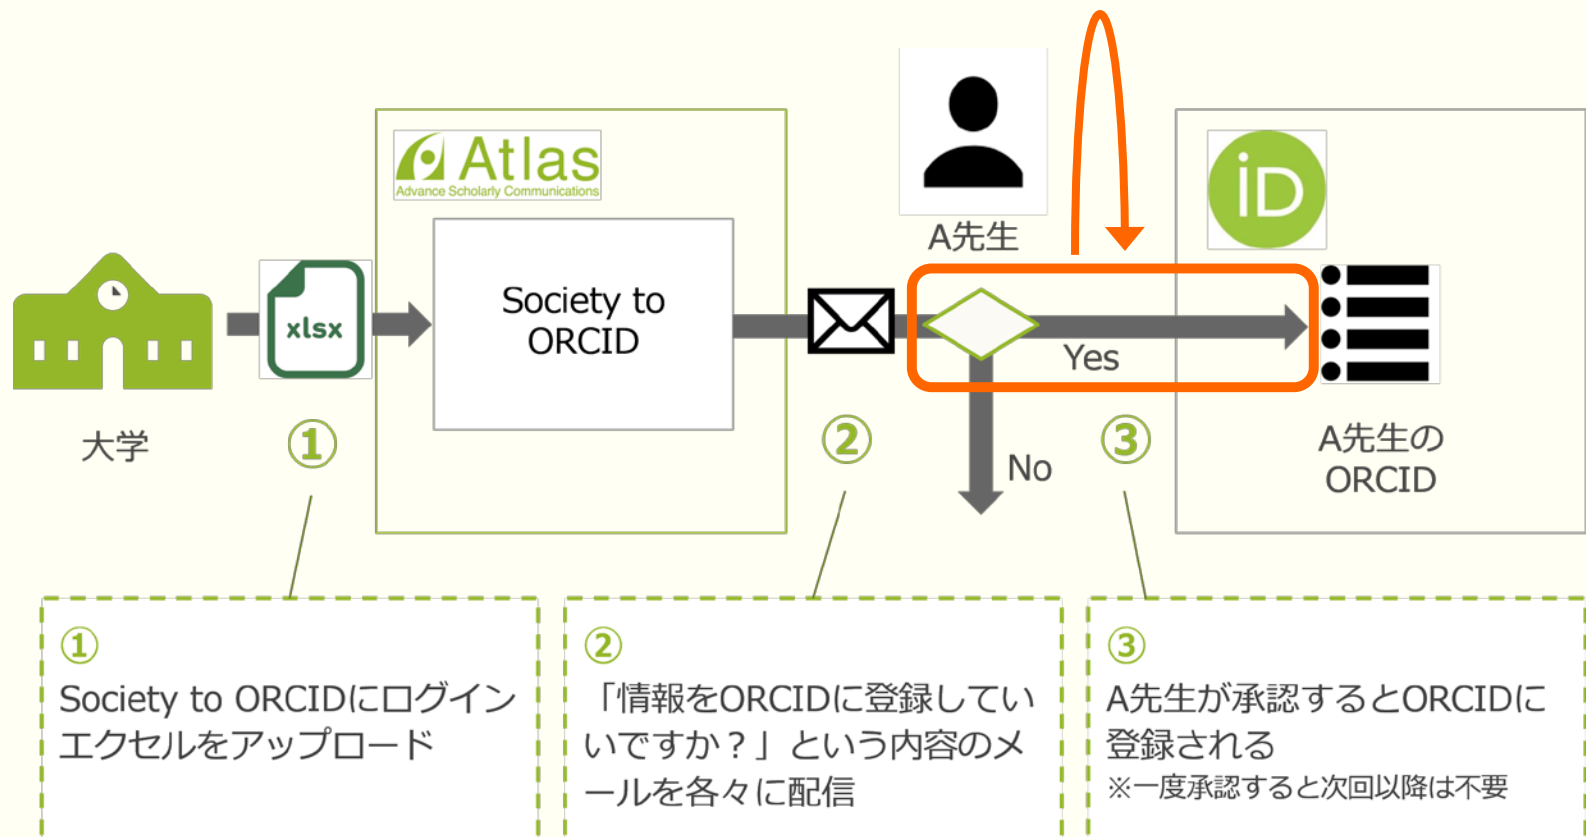 Atlas
Advance Scholarly Communications
iD
A先生
xlsx
Society to
ORCID
Yes
No
大学
①
②
③
A先生の
ORCID
①
Society to ORCIDにログイン
エクセルをアップロード
②
「情報をORCIDに登録してい
いですか？」という内容のメ
ールを各々に配信
③
A先生が承認するとORCIDに
登録される
※一度承認すると次回以降は不要